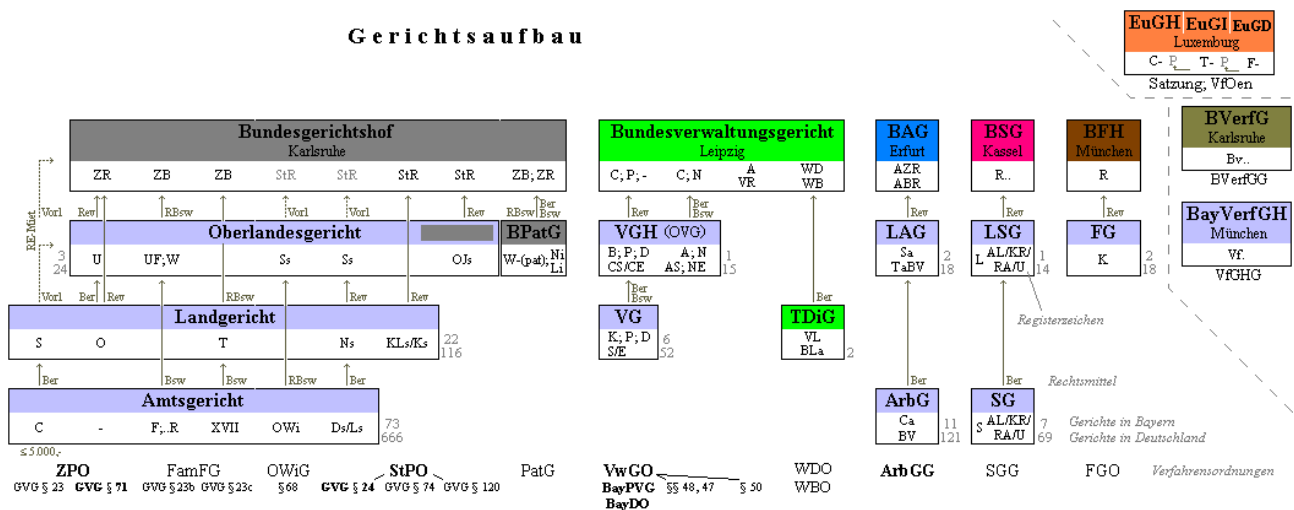 Gerichtsaufbau
EuGH EuGI EuGD
Luxemburg
C- P T- P F-
Satzung; VfOen
Bundesgerichtshof
Karlsruhe
ZR ZB ZB StR StR StR StR ZB; ZR
Bundesverwaltungsgericht
Leipzig
C; P; - C; N A VR WD WB
BAG
Erfurt
AZR
ABR
BSG
Kassel
R..
BFH
München
R
BVerfG
Karlsruhe
Bv..
BVerfGG
RE-Miet
Vorl Rev RBsw Vorl Vorl Rev RBsw Ber Bsw
Rev Ber Bsw
Rev
Rev
Rev
Oberlandesgericht
U UF; W Ss Ss OJs
3
24
BPatG
W-(pat); Ni Li
VGH (OVG)
B; P; D A; N
CS/CE AS; NE
1
15
LAG
Sa
TaBV
2
18
LSG
L AL/KR/
RA/U
1
14
FG
K
2
18
BayVerfGH
München
Vf.
VfGHG
Vorl Ber Rev RBsw Rev Rev
Ber
Bsw
Ber
Landgericht
S O T Ns KLs/Ks
22
116
VG
K; P; D
S/E
6
52
TDiG
VL
BLa
2
Registerzeichen
Ber Bsw Bsw RBsw Ber
Ber
Ber
Rechtsmittel
Amtsgericht
C - F;..R XVII OWi Ds/Ls
73
666
≤5.000,-
ArbG
Ca
BV
11
121
SG
S AL/KR/
RA/U
7
69
Gerichte in Bayern
Gerichte in Deutschland
ZPO FamFG OWiG StPO PatG VwGO WDO ArbGG SGG FGO Verfahrensordnungen
GVG § 23 GVG § 71 GVG §23b GVG §23c § 68 GVG § 24 GVG § 74 GVG § 120 BayPVG §§ 48, 47 § 50 WBO
BayDO